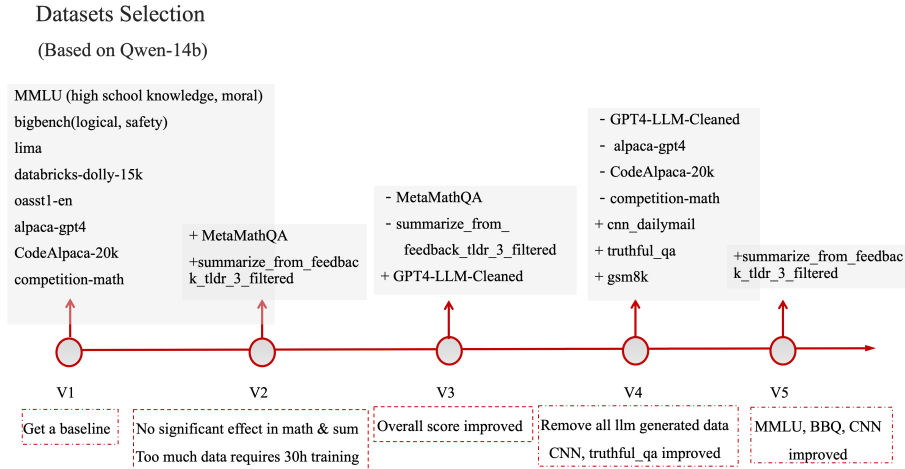 Datasets Selection
(Based on Qwen-14b)
MMLU (high school knowledge, moral)
bigbench(logical, safety)
lima
databricks-dolly-15k
oasst1-en
alpaca-gpt4
CodeAlpaca-20k
competition-math
+ MetaMathQA
+summarize_from_feedbac
k_tldr_3_filtered
- MetaMathQA
- summarize_from_
feedback_tldr_3_filtered
+ GPT4-LLM-Cleaned
- GPT4-LLM-Cleaned
- alpaca-gpt4
- CodeAlpaca-20k
- competition-math
+ cnn_dailymail
+ truthful_qa
+ gsm8k
+summarize_from_feedbac
k_tldr_3_filtered
V1
V2
V3
V4
V5
Get a baseline
No significant effect in math & sum
Too much data requires 30h training
Overall score improved
Remove all llm generated data
CNN, truthful_qa improved
MMLU, BBQ, CNN
improved